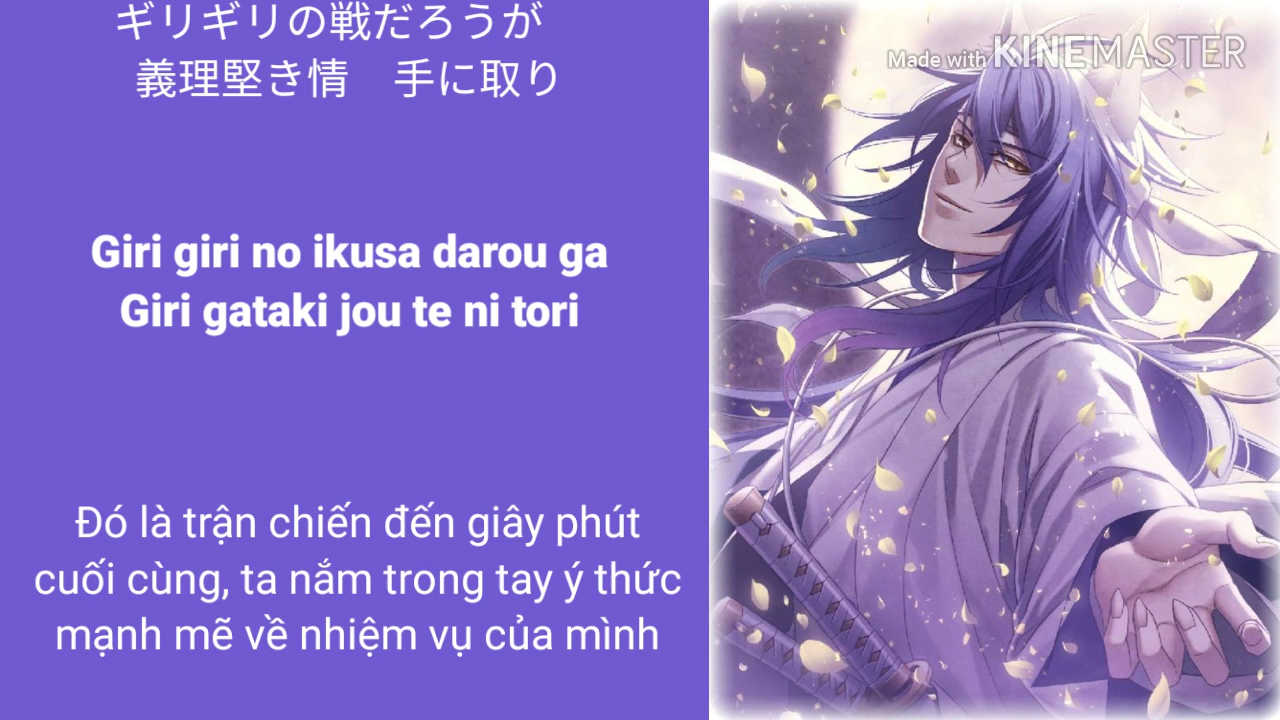 ギリギリの戦だろうが
義理堅き情　手に取り
Giri giri no ikusa darou ga
Giri gataki jou te ni tori
Đó là trận chiến đến giây phút
cuối cùng, ta nắm trong tay ý thức
mạnh mẽ về nhiệm vụ của mình
Made with KINEMASTER